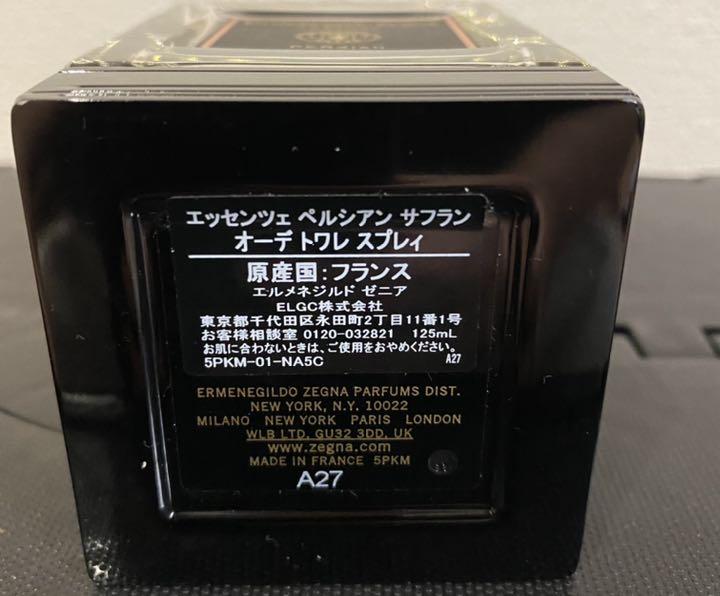 PERSIAN
エッセンツェ ペルシアン サフラン
オーデ トワレ スプレィ
原産国:フランス
エルメネジルド ゼニア
ELGC株式会社
東京都千代田区永田町2丁目11番1号
お客様相談室 0120-032821 125mL
お肌に合わないときは、ご使用をおやめください。
5PKM-01-NA5C A27
ERMENEGILDO ZEGNA PARFUMS DIST.
NEW YORK, N.Y. 10022
MILANO NEW YORK PARIS LONDON
WLB LTD, GU32 3DD, UK
www.zegna.com
MADE IN FRANCE 5PKM
A27